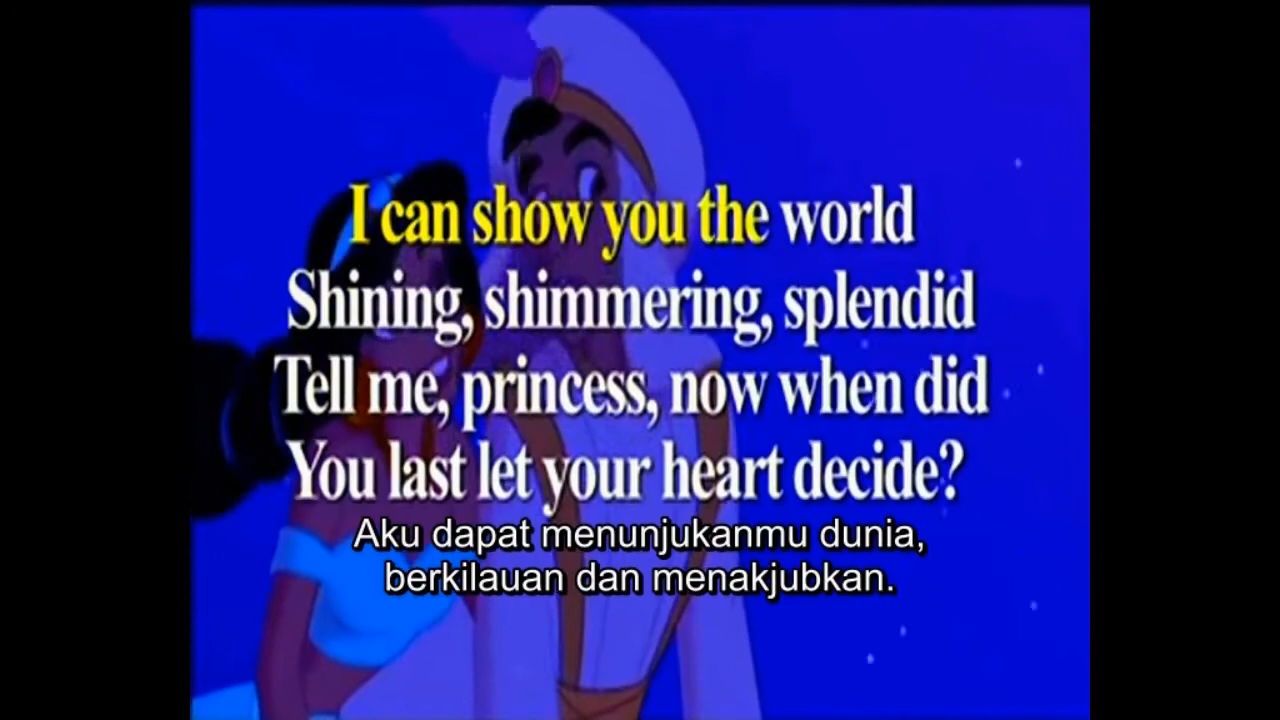 I can show you the world
Shining, shimmering, splendid
Tell me, princess, now when did
You last let your heart decide?
Aku dapat menunjukanmu dunia,
berkilauan dan menakjubkan.